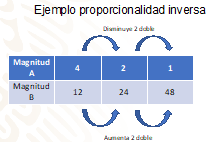 Ejemplo proporcionalidad inversa
Disminuye 2 doble
Magnitud A 4 2 1
Magnitud B 12 24 48
Aumenta 2 doble